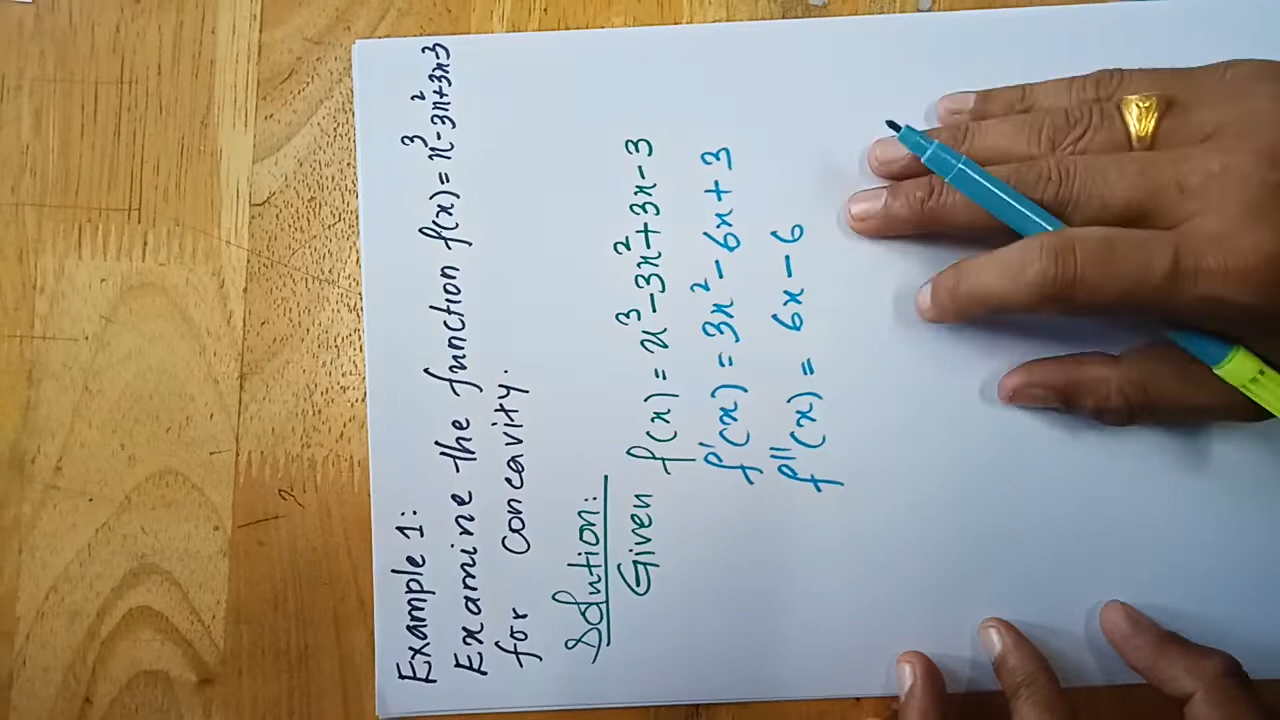 Example 1:
Examine the function f(x) = x³-3x²+3x-3
for concavity.
Solution:
Given f(x) = x³-3x²+3x-3
f'(x) = 3x²-6x+3
f''(x) = 6x-6